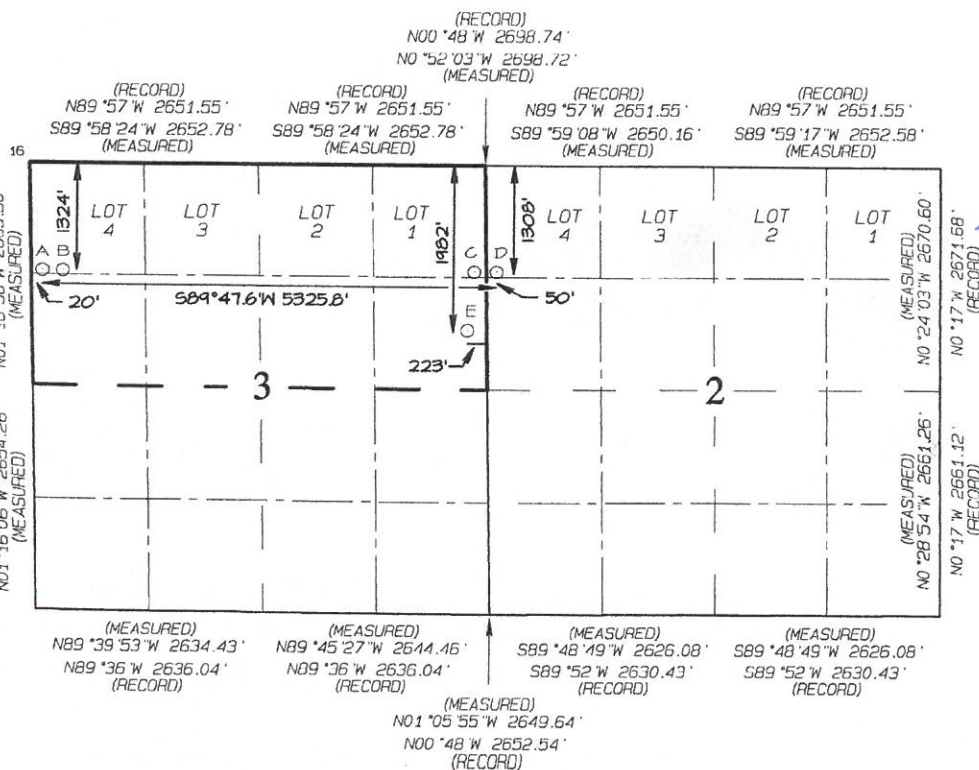 (RECORD)
N00 °48 'W 2698.74'
N0 °52'03"W 2698.72'
(MEASURED)
(RECORD)
N89 °57 'W 2651.55'
S89 °58'24"W 2652.78'
(MEASURED)
(RECORD)
N89 °57 'W 2651.55'
S89 °58'24"W 2652.78'
(MEASURED)
(RECORD)
N89 °57 'W 2651.55'
S89 °59'08"W 2650.16'
(MEASURED)
(RECORD)
N89 °57 'W 2651.55'
S89 °59'17"W 2652.58'
(MEASURED)
16
1324'
LOT
4
LOT
3
LOT
2
LOT
1
1982'
1308'
LOT
4
LOT
3
LOT
2
LOT
1
A B
C D
20'
S89°47.6'W 5325.8'
50'
E
223'
3
2
(MEASURED)
N01 °16'06"W 2654.26'
(MEASURED)
(MEASURED)
N0 °24'03"W 2670.60'
N0 °17 'W 2671.68'
(RECORD)
(MEASURED)
N0 °28'54"W 2661.26'
N0 °17 'W 2661.12'
(RECORD)
(MEASURED)
N89 °39'53"W 2634.43'
N89 °36 'W 2636.04'
(RECORD)
(MEASURED)
N89 °45'27"W 2644.46'
N89 °36 'W 2636.04'
(RECORD)
(MEASURED)
S89 °48'49"W 2626.08'
S89 °52 'W 2630.43'
(RECORD)
(MEASURED)
S89 °48'49"W 2626.08'
S89 °52 'W 2630.43'
(RECORD)
(MEASURED)
N01 °05'55"W 2649.64'
N00 °48 'W 2652.54'
(RECORD)